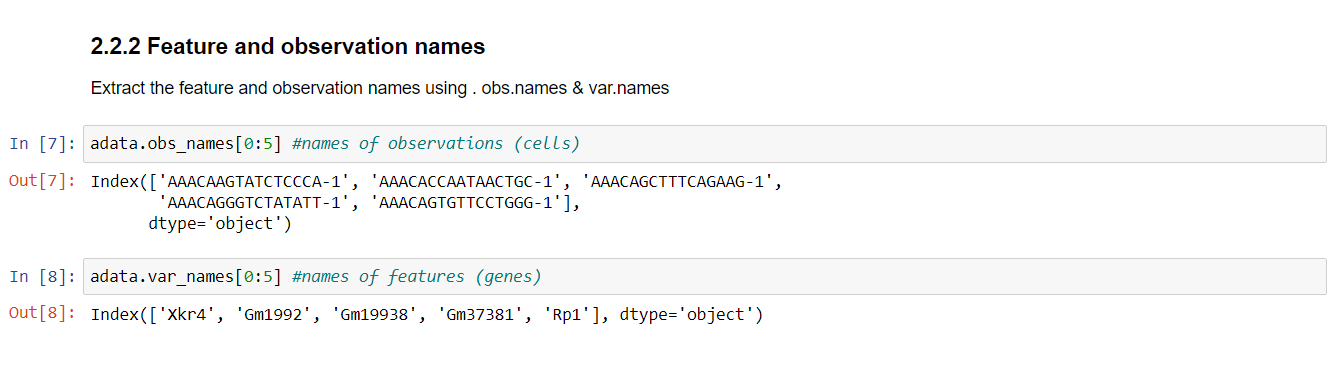 2.2.2 Feature and observation names
Extract the feature and observation names using . obs.names & var.names
In [7]: adata.obs_names[0:5] #names of observations (cells)
Out[7]: Index(['AAACAAGTATCTCCCA-1', 'AAACACCAATAACTGC-1', 'AAACAGCTTTCAGAAG-1',
'AAACAGGGTCTATATT-1', 'AAACAGTGTTCCTGGG-1'],
dtype='object')
In [8]: adata.var_names[0:5] #names of features (genes)
Out[8]: Index(['Xkr4', 'Gm1992', 'Gm19938', 'Gm37381', 'Rp1'], dtype='object')